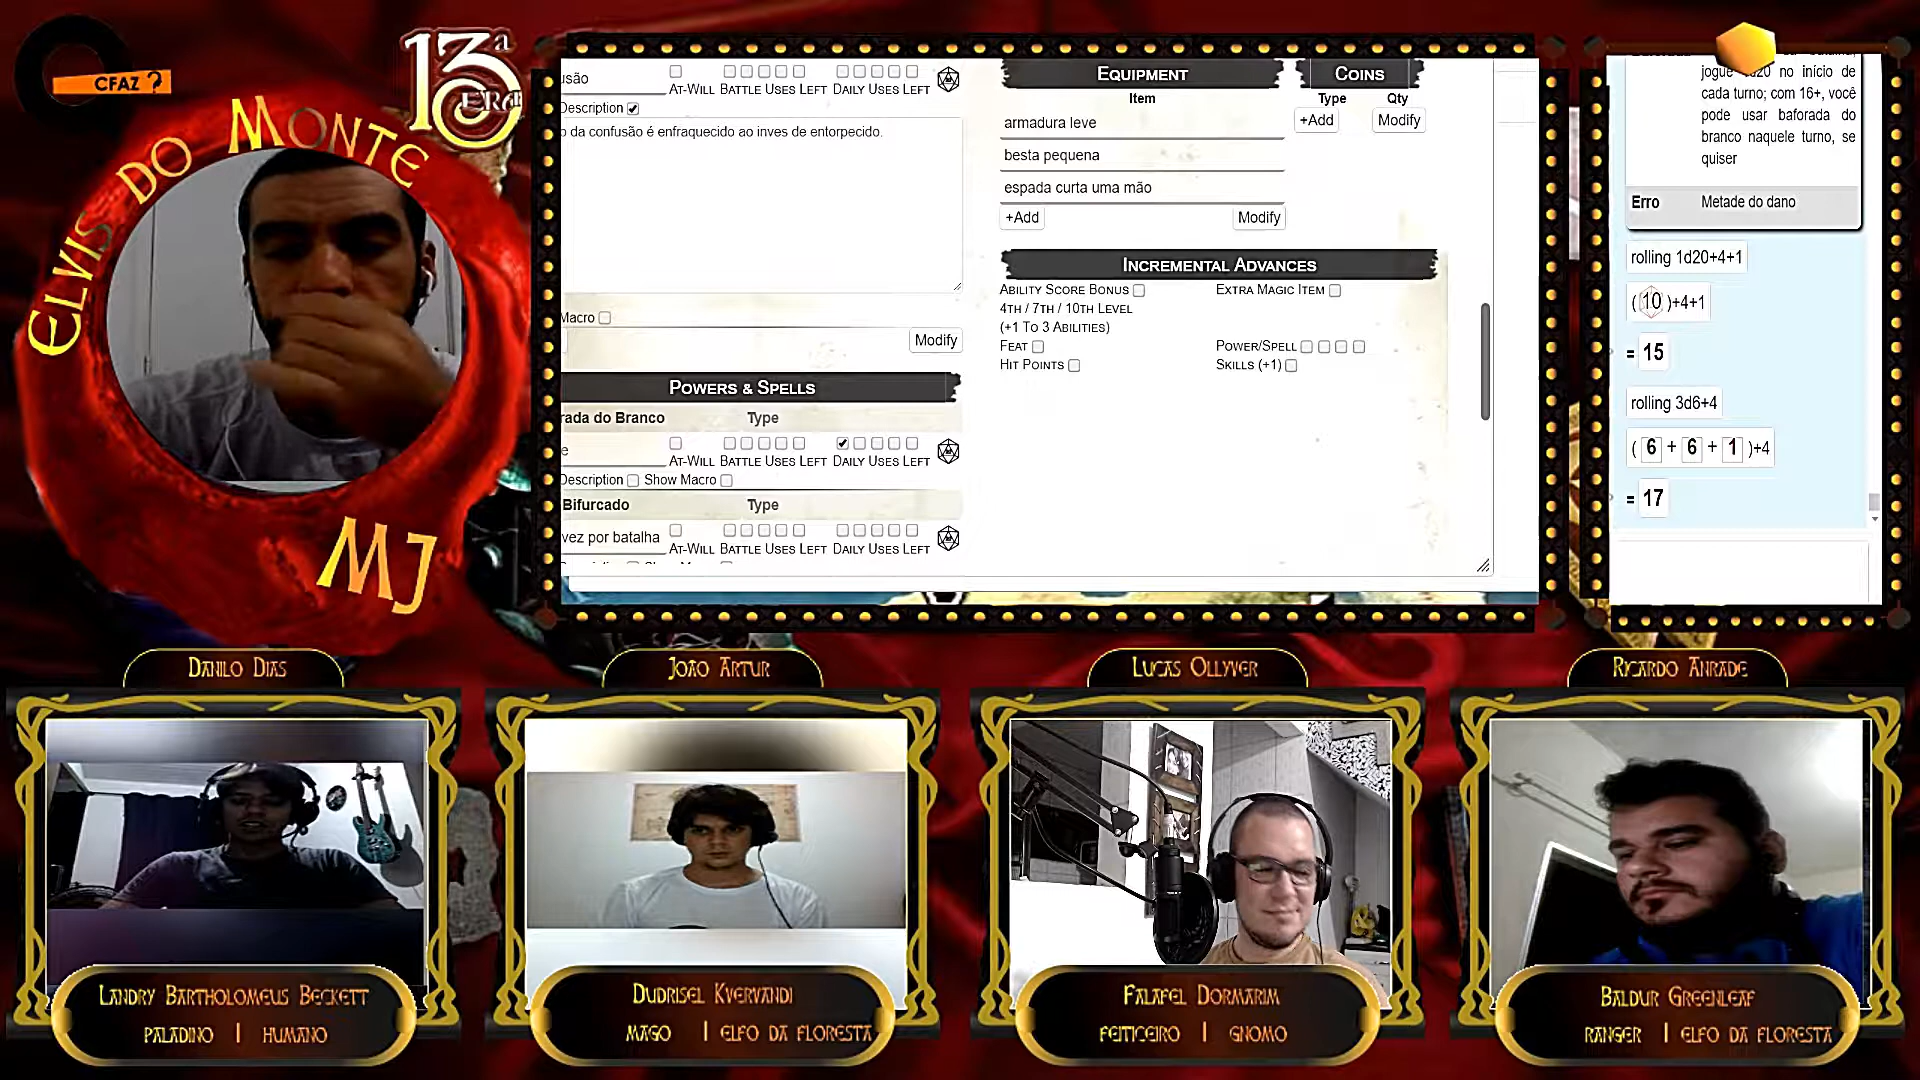 CFAZ ?
13ª
ERA
ELVIS DO MONTE
MJ
usão
AT-WILL BATTLE USES LEFT DAILY USES LEFT
Description
o da confusão é enfraquecido ao inves de entorpecido.
Macro
Modify
POWERS & SPELLS
rada do Branco Type
e
AT-WILL BATTLE USES LEFT DAILY USES LEFT
Description Show Macro
Bifurcado Type
vez por batalha
AT-WILL BATTLE USES LEFT DAILY USES LEFT
EQUIPMENT
Item
armadura leve
besta pequena
espada curta uma mão
+Add Modify
COINS
Type Qty
+Add Modify
INCREMENTAL ADVANCES
ABILITY SCORE BONUS EXTRA MAGIC ITEM
4TH / 7TH / 10TH LEVEL
(+1 TO 3 ABILITIES)
FEAT POWER/SPELL
HIT POINTS SKILLS (+1)
jogue d20 no início de
cada turno; com 16+, você
pode usar baforada do
branco naquele turno, se
quiser
Erro Metade do dano
rolling 1d20+4+1
(10)+4+1
= 15
rolling 3d6+4
(6 + 6 + 1)+4
= 17
DANILO DIAS
JOÃO ARTUR
LUCAS OLLYVER
RICARDO ANRADE
LANDRY BARTHOLOMEUS BECKETT
PALADINO | HUMANO
DUDRISEL KVERVANDI
MAGO | ELFO DA FLORESTA
FALAFEL DORMARIM
FEITICEIRO | GNOMO
BALDUR GREENLEAF
RANGER | ELFO DA FLORESTA